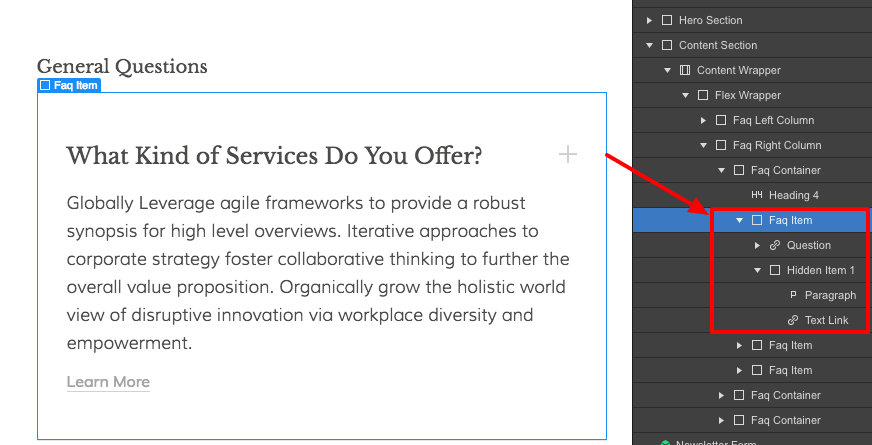 General Questions
Faq Item
What Kind of Services Do You Offer?
Globally Leverage agile frameworks to provide a robust
synopsis for high level overviews. Iterative approaches to
corporate strategy foster collaborative thinking to further the
overall value proposition. Organically grow the holistic world
view of disruptive innovation via workplace diversity and
empowerment.
Learn More
Hero Section
Content Section
Content Wrapper
Flex Wrapper
Faq Left Column
Faq Right Column
Faq Container
H4 Heading 4
Faq Item
Question
Hidden Item 1
P Paragraph
Text Link
Faq Item
Faq Item
Faq Container
Faq Container
Newsletter Form